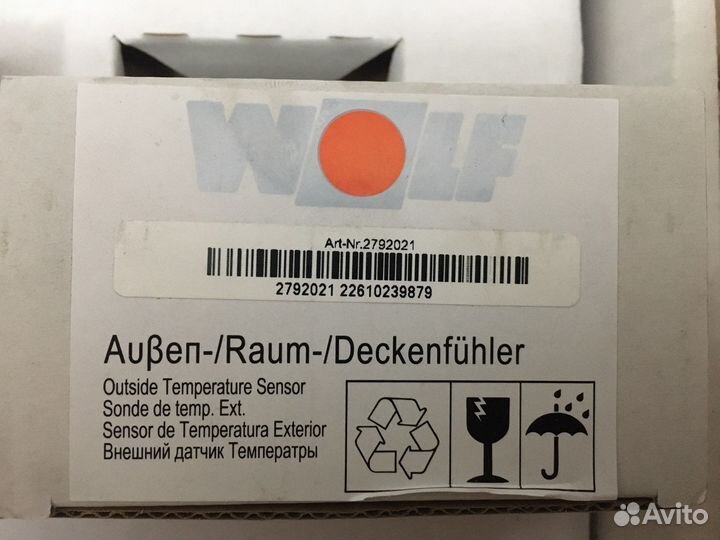 WOLF
Art-Nr.2792021
2792021 22610239879
Auβen-/Raum-/Deckenfühler
Outside Temperature Sensor
Sonde de temp. Ext.
Sensor de Temperatura Exterior
Внешний датчик Температры
Avito